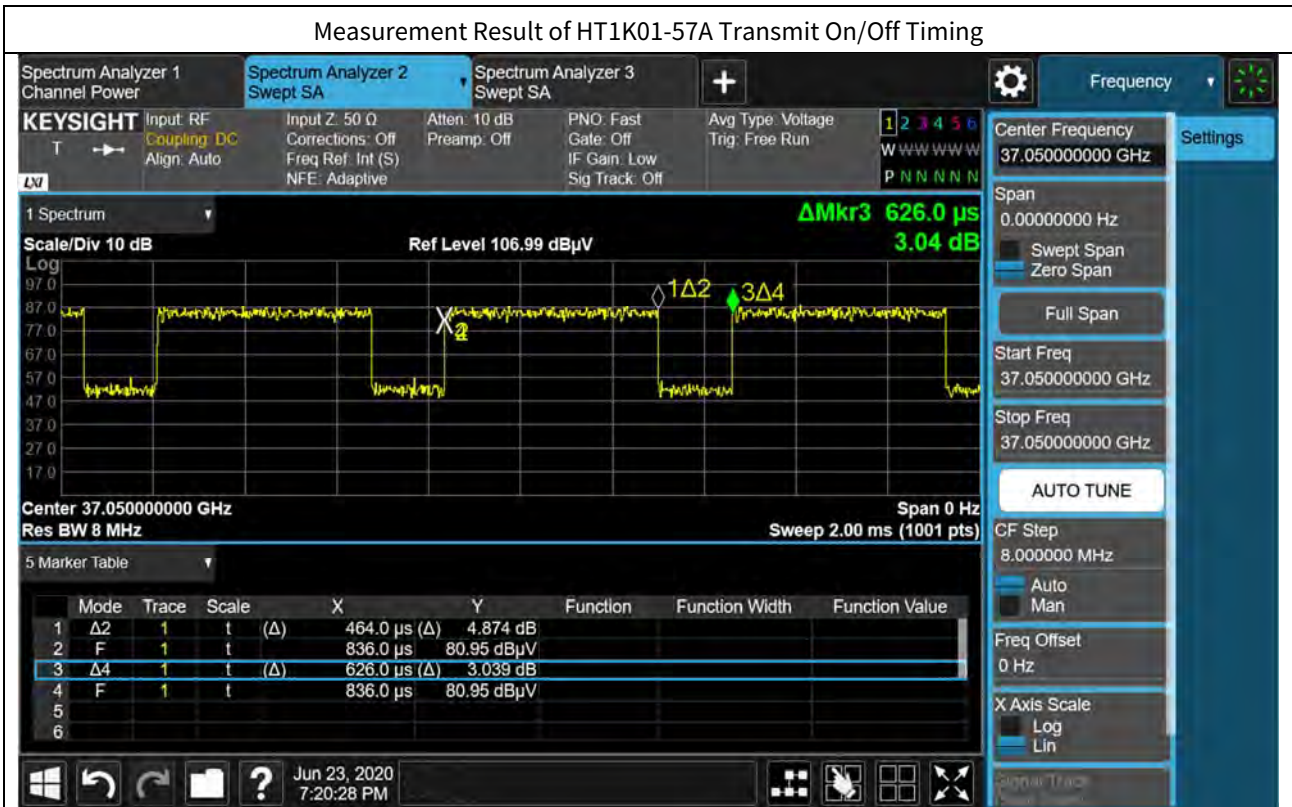 Measurement Result of HT1K01-57A Transmit On/Off Timing
Spectrum Analyzer 1
Channel Power
Spectrum Analyzer 2
Swept SA
Spectrum Analyzer 3
Swept SA
Frequency
KEYSIGHT
T
LXI
Input: RF
Coupling: DC
Align: Auto
Input Z: 50 Ω
Corrections: Off
Freq Ref: Int (S)
NFE: Adaptive
Atten: 10 dB
Preamp: Off
PNO: Fast
Gate: Off
IF Gain: Low
Sig Track: Off
Avg Type: Voltage
Trig: Free Run
1 2 3 4 5 6
W W W W W W
P N N N N N
Center Frequency
37.050000000 GHz
Settings
Span
0.00000000 Hz
Swept Span
Zero Span
Full Span
Start Freq
37.050000000 GHz
Stop Freq
37.050000000 GHz
AUTO TUNE
CF Step
8.000000 MHz
Auto
Man
Freq Offset
0 Hz
X Axis Scale
Log
Lin
Signal Track
1 Spectrum
ΔMkr3 626.0 µs
3.04 dB
Scale/Div 10 dB
Ref Level 106.99 dBµV
Log
97.0
87.0
77.0
67.0
57.0
47.0
37.0
27.0
17.0
1Δ2
3Δ4
Center 37.050000000 GHz
Res BW 8 MHz
Span 0 Hz
Sweep 2.00 ms (1001 pts)
5 Marker Table
Mode Trace Scale X Y Function Function Width Function Value
1 Δ2 1 t (Δ) 464.0 µs (Δ) 4.874 dB
2 F 1 t 836.0 µs 80.95 dBµV
3 Δ4 1 t (Δ) 626.0 µs (Δ) 3.039 dB
4 F 1 t 836.0 µs 80.95 dBµV
5
6
?
Jun 23, 2020
7:20:28 PM